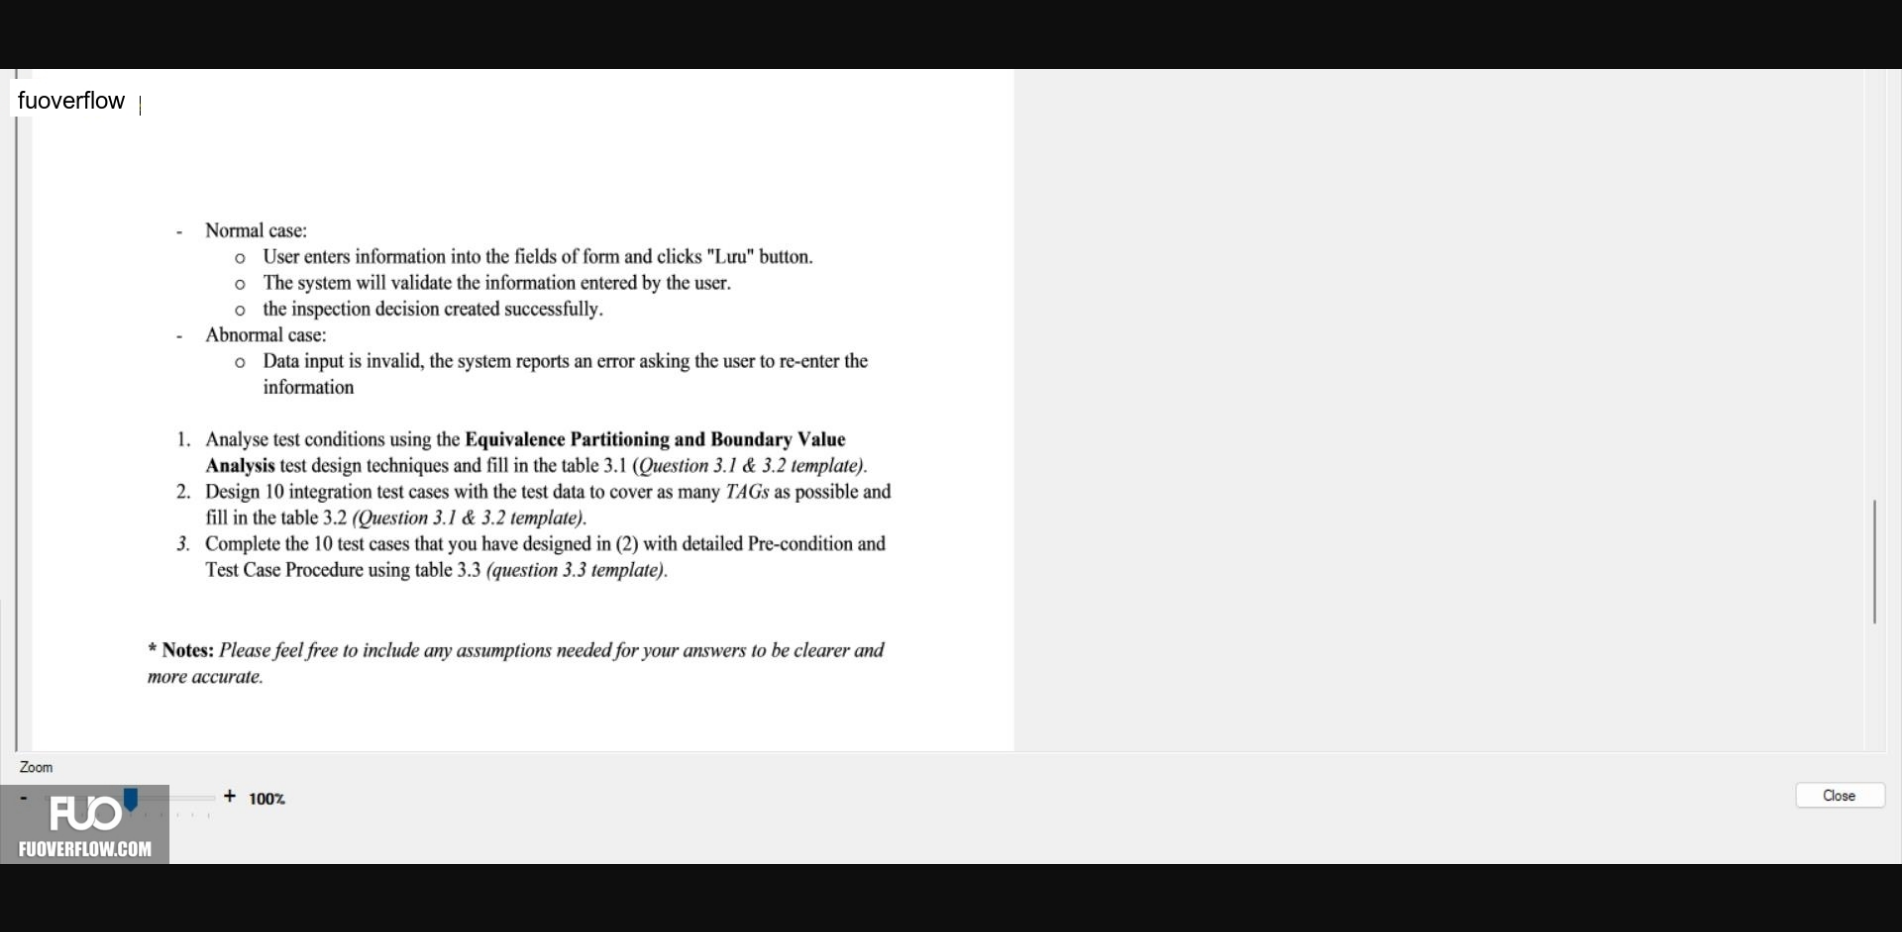 fuoverflow
- Normal case:
o User enters information into the fields of form and clicks "Lưu" button.
o The system will validate the information entered by the user.
o the inspection decision created successfully.
- Abnormal case:
o Data input is invalid, the system reports an error asking the user to re-enter the
information
1. Analyse test conditions using the Equivalence Partitioning and Boundary Value
Analysis test design techniques and fill in the table 3.1 (Question 3.1 & 3.2 template).
2. Design 10 integration test cases with the test data to cover as many TAGs as possible and
fill in the table 3.2 (Question 3.1 & 3.2 template).
3. Complete the 10 test cases that you have designed in (2) with detailed Pre-condition and
Test Case Procedure using table 3.3 (question 3.3 template).
* Notes: Please feel free to include any assumptions needed for your answers to be clearer and
more accurate.
Zoom
- + 100%
Close
FUO
FUOVERFLOW.COM